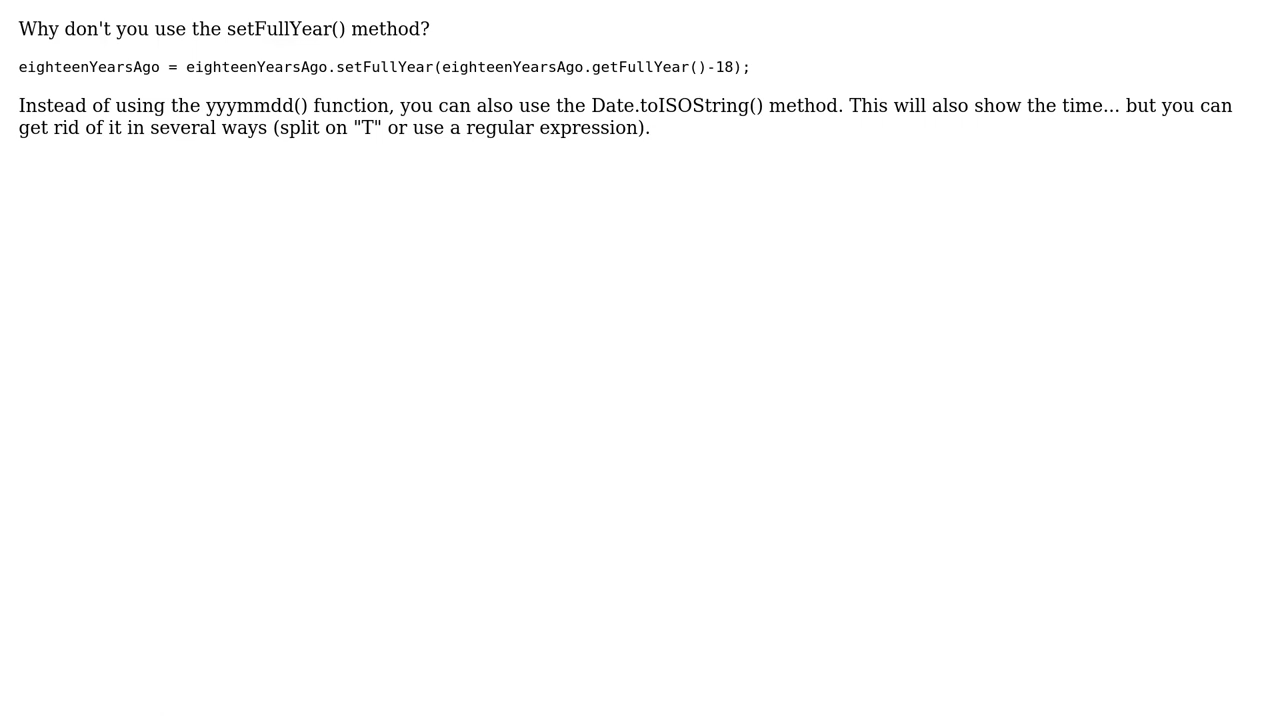 Why don't you use the setFullYear() method?
eighteenYearsAgo = eighteenYearsAgo.setFullYear(eighteenYearsAgo.getFullYear()-18);
Instead of using the yyymmdd() function, you can also use the Date.toISOString() method. This will also show the time... but you can
get rid of it in several ways (split on "T" or use a regular expression).